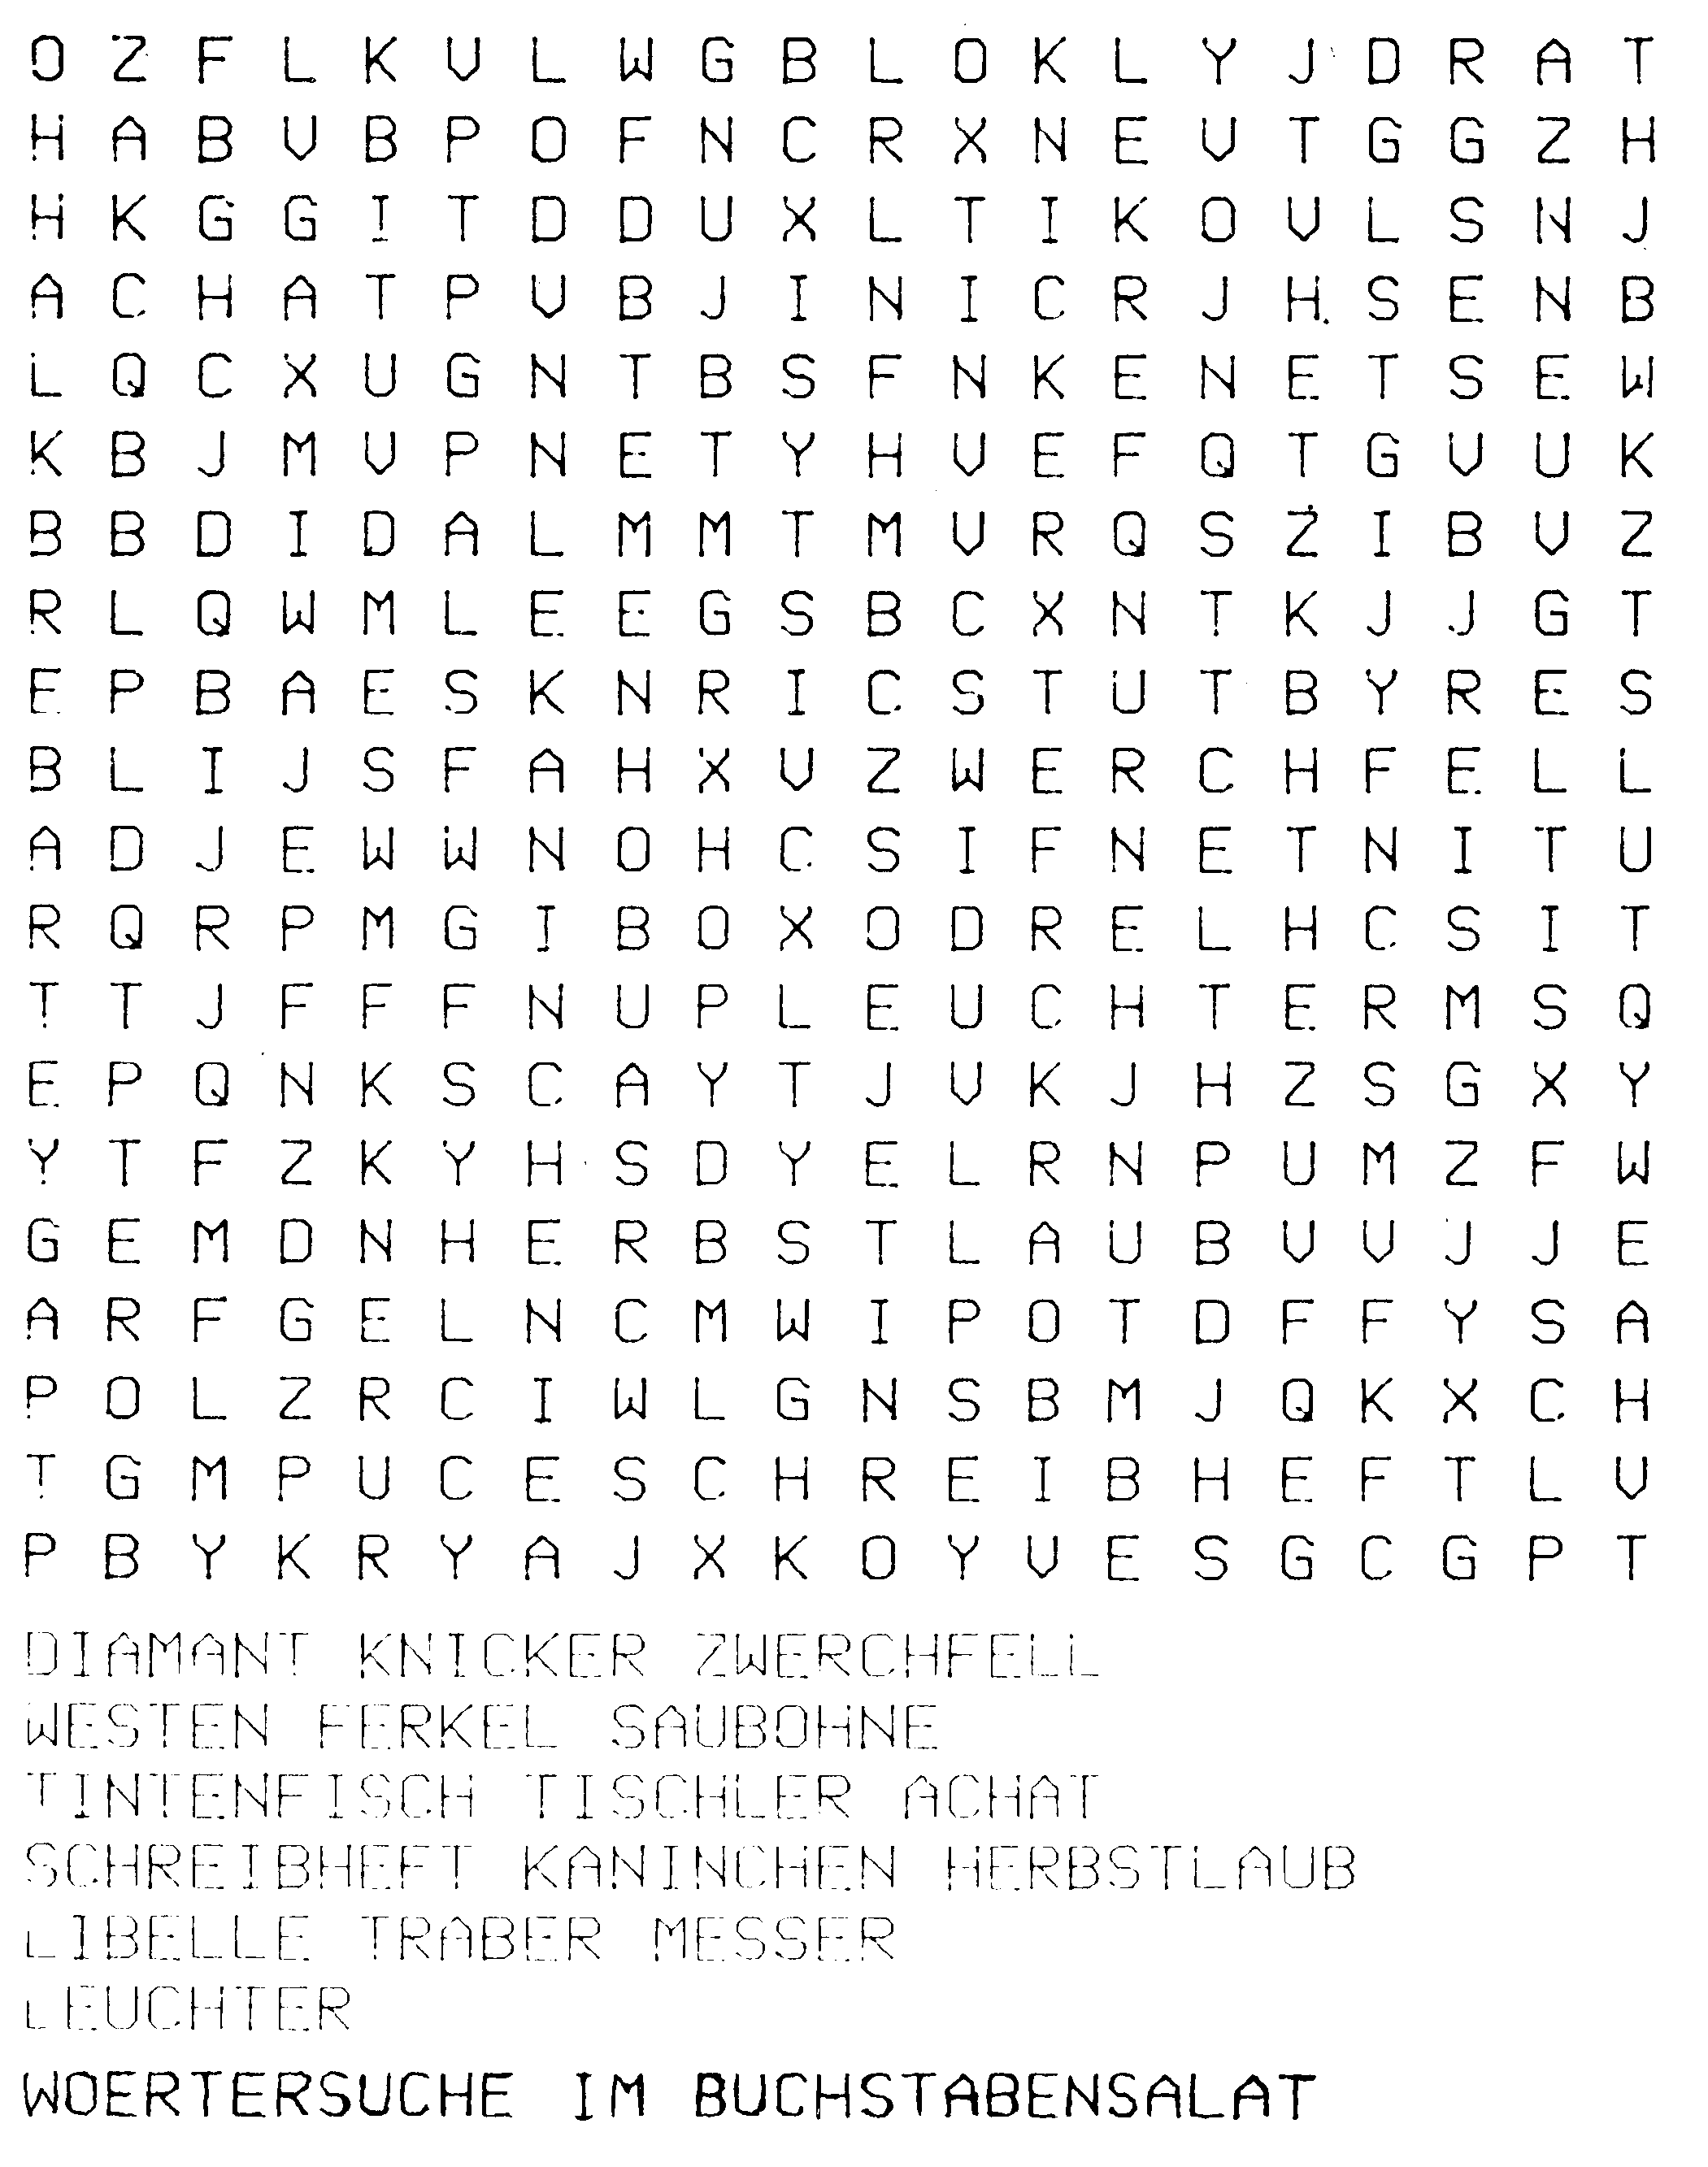 O Z F L K V L W G B L O K L Y J D R A T
H A B V B P O F N C R X N E V T G G Z H
H K G G I T D D U X L T I K O V L S N J
A C H A T P V B J I N I C R J H S E N B
L Q C X U G N T B S F N K E N E T S E W
K B J M V P N E T Y H V E F Q T G V U K
B B D I D A L M M T M V R Q S Z I B V Z
R L Q W M L E E G S B C X N T K J J G T
E P B A E S K N R I C S T U T B Y R E S
B L I J S F A H X V Z W E R C H F E L L
A D J E W W N O H C S I F N E T N I T U
R Q R P M G I B O X O D R E L H C S I T
T T J F F F N U P L E U C H T E R M S Q
E P Q N K S C A Y T J V K J H Z S G X Y
Y T F Z K Y H S D Y E L R N P U M Z F W
G E M D N H E R B S T L A U B V V J J E
A R F G E L N C M W I P O T D F F Y S A
P O L Z R C I W L G N S B M J Q K X C H
T G M P U C E S C H R E I B H E F T L V
P B Y K R Y A J X K O Y V E S G C G P T
DIAMANT KNICKER ZWERCHFELL
WESTEN FERKEL SAUBOHNE
TINTENFISCH TISCHLER ACHAT
SCHREIBHEFT KANINCHEN HERBSTLAUB
LIBELLE TRABER MESSER
LEUCHTER
WOERTERSUCHE IM BUCHSTABENSALAT